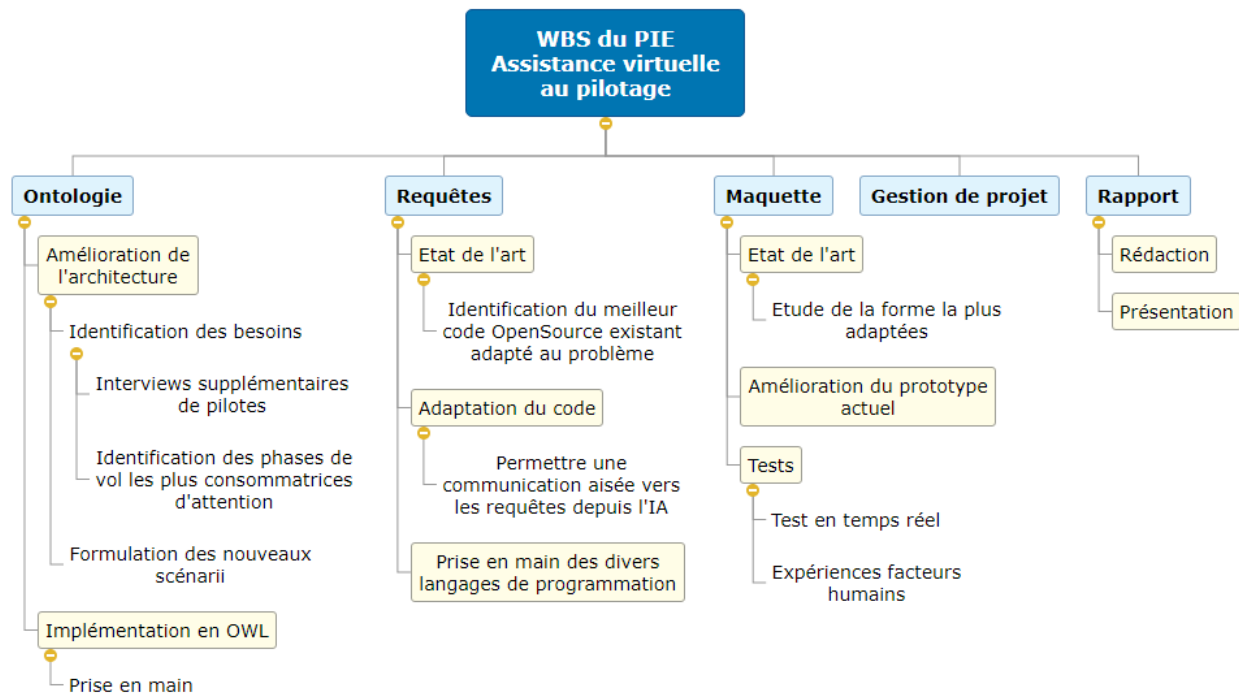 WBS du PIE
Assistance virtuelle
au pilotage
Ontologie
Requêtes
Maquette
Gestion de projet
Rapport
Amélioration de
l'architecture
Identification des besoins
Interviews supplémentaires
de pilotes
Identification des phases de
vol les plus consommatrices
d'attention
Formulation des nouveaux
scénarii
Implémentation en OWL
Prise en main
Etat de l'art
Identification du meilleur
code OpenSource existant
adapté au problème
Adaptation du code
Permettre une
communication aisée vers
les requêtes depuis l'IA
Prise en main des divers
langages de programmation
Etat de l'art
Etude de la forme la plus
adaptées
Amélioration du prototype
actuel
Tests
Test en temps réel
Expériences facteurs
humains
Rédaction
Présentation